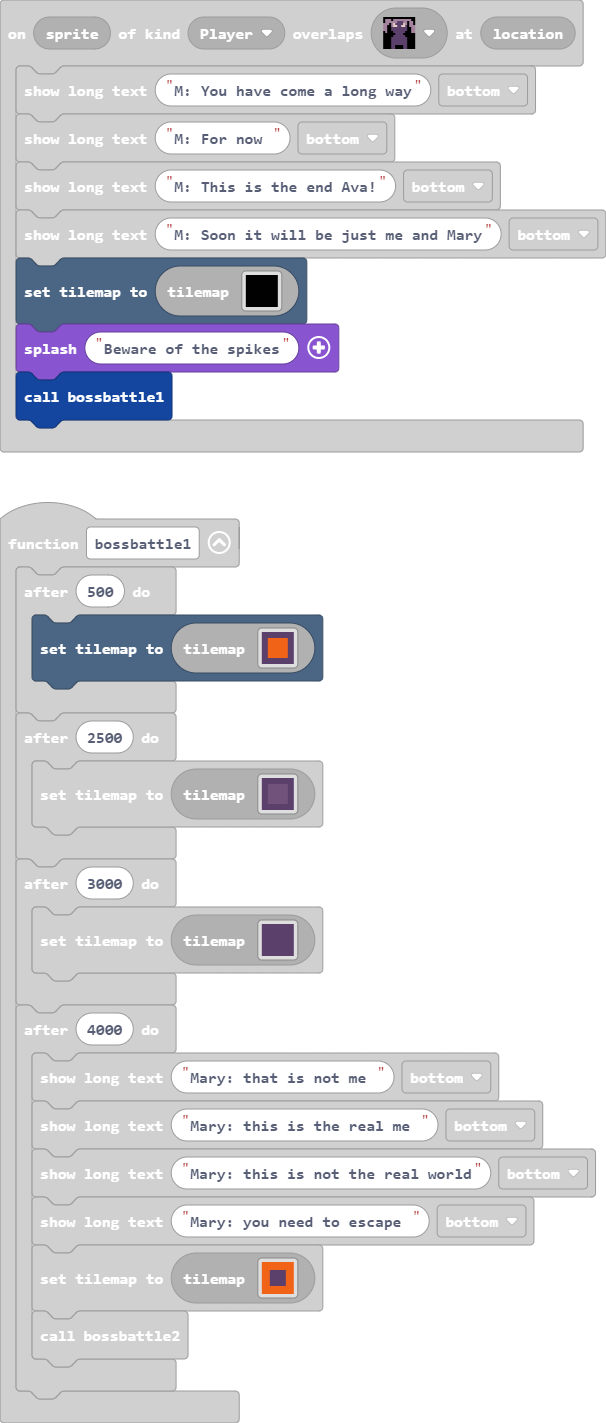 on sprite of kind Player overlaps at location
show long text "M: You have come a long way" bottom
show long text "M: For now " bottom
show long text "M: This is the end Ava!" bottom
show long text "M: Soon it will be just me and Mary" bottom
set tilemap to tilemap
splash "Beware of the spikes"
call bossbattle1
function bossbattle1
after 500 do
set tilemap to tilemap
after 2500 do
set tilemap to tilemap
after 3000 do
set tilemap to tilemap
after 4000 do
show long text "Mary: that is not me " bottom
show long text "Mary: this is the real me " bottom
show long text "Mary: this is not the real world" bottom
show long text "Mary: you need to escape " bottom
set tilemap to tilemap
call bossbattle2